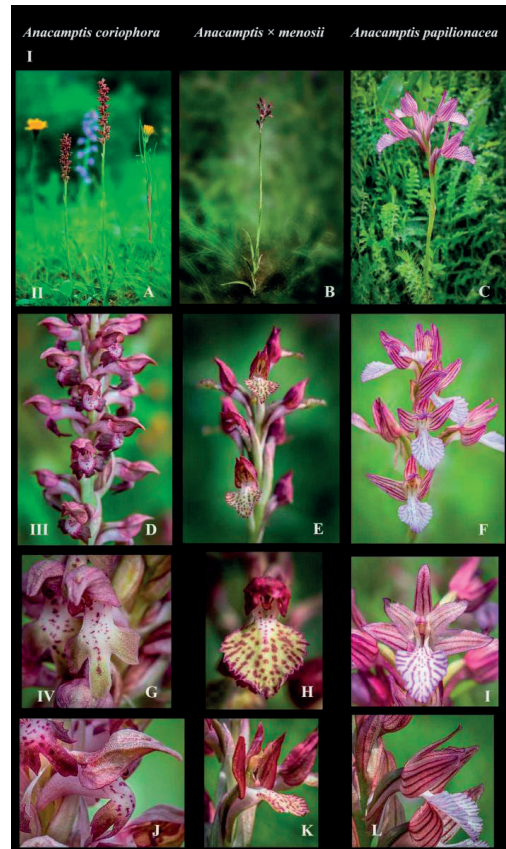 Anacamptis coriophora Anacamptis × menosii Anacamptis papilionacea
I
II A B C
III D E F
IV G H I
J K L